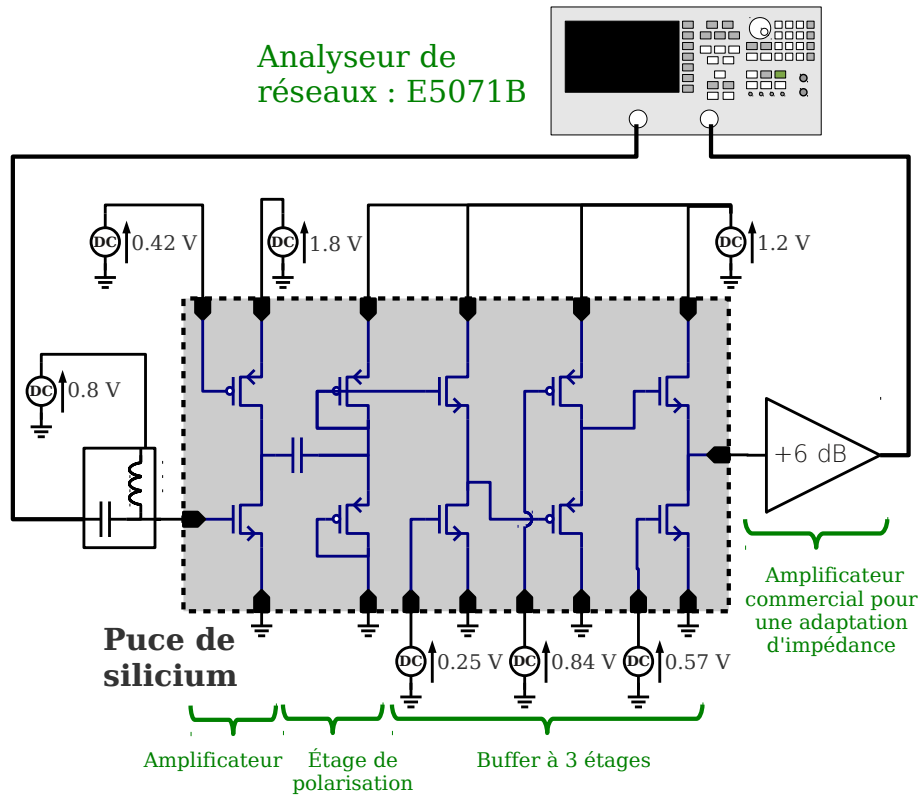 Analyseur de
réseaux : E5071B
DC
0.42 V
DC
1.8 V
DC
1.2 V
DC
0.8 V
+6 dB
Puce de
silicium
DC
0.25 V
DC
0.84 V
DC
0.57 V
Amplificateur
commercial pour
une adaptation
d'impédance
Amplificateur
Étage de
polarisation
Buffer à 3 étages